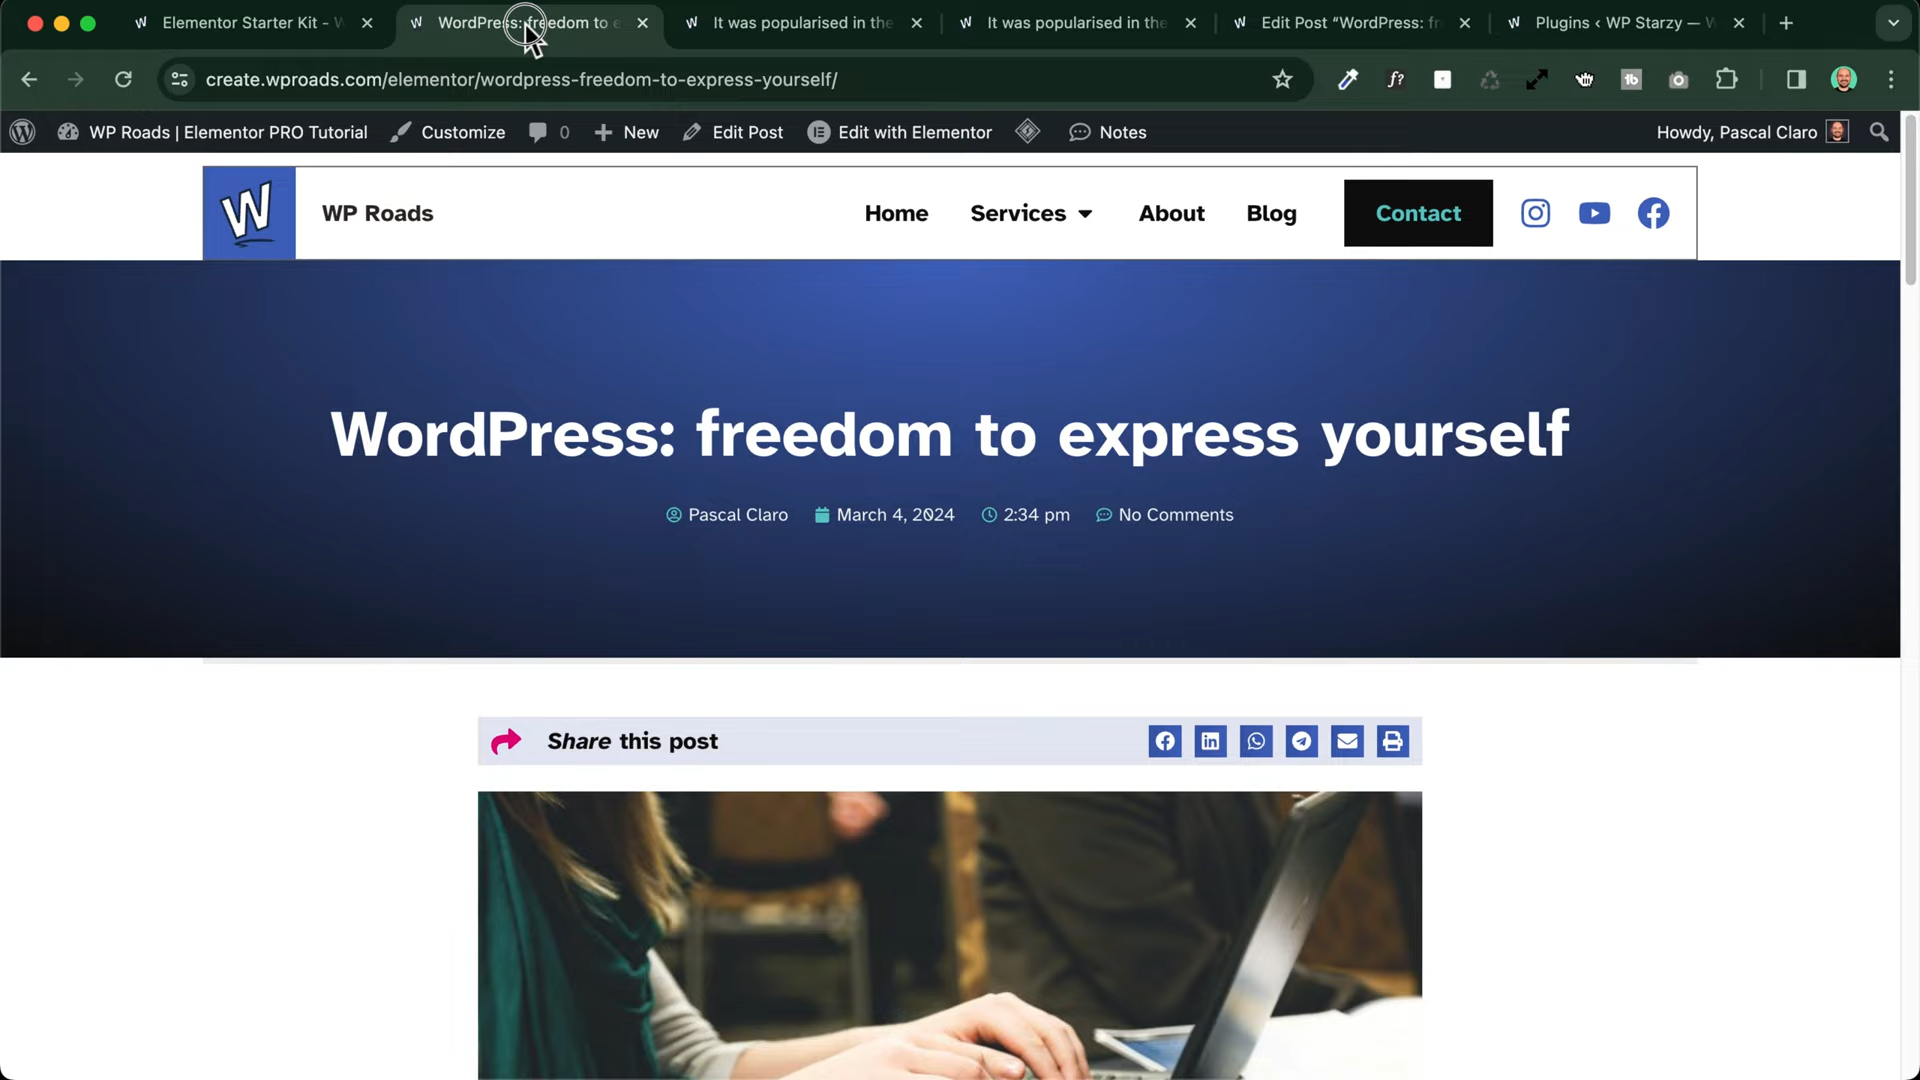 Elementor Starter Kit - W
WordPress: freedom to e
It was popularised in the
It was popularised in the
Edit Post “WordPress: fr
Plugins ‹ WP Starzy — W
create.wproads.com/elementor/wordpress-freedom-to-express-yourself/
WP Roads | Elementor PRO Tutorial
Customize
0
New
Edit Post
Edit with Elementor
Notes
Howdy, Pascal Claro
W
WP Roads
Home
Services
About
Blog
Contact
WordPress: freedom to express yourself
Pascal Claro
March 4, 2024
2:34 pm
No Comments
Share this post